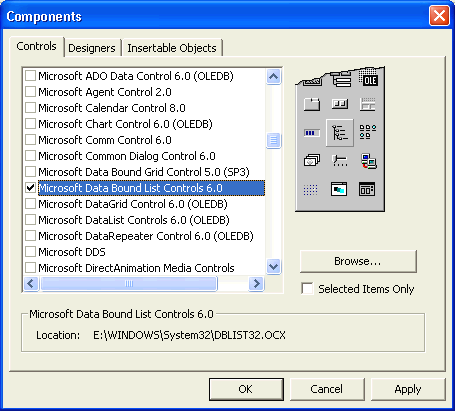 Components
Controls
Designers
Insertable Objects
Microsoft ADO Data Control 6.0 (OLEDB)
Microsoft Agent Control 2.0
Microsoft Calendar Control 8.0
Microsoft Chart Control 6.0 (OLEDB)
Microsoft Comm Control 6.0
Microsoft Common Dialog Control 6.0
Microsoft Data Bound Grid Control 5.0 (SP3)
Microsoft Data Bound List Controls 6.0
Microsoft DataGrid Control 6.0 (OLEDB)
Microsoft DataList Controls 6.0 (OLEDB)
Microsoft DataRepeater Control 6.0 (OLEDB)
Microsoft DDS
Microsoft DirectAnimation Media Controls
OLE
Browse...
Selected Items Only
Microsoft Data Bound List Controls 6.0
Location: E:\WINDOWS\System32\DBLIST32.OCX
OK
Cancel
Apply